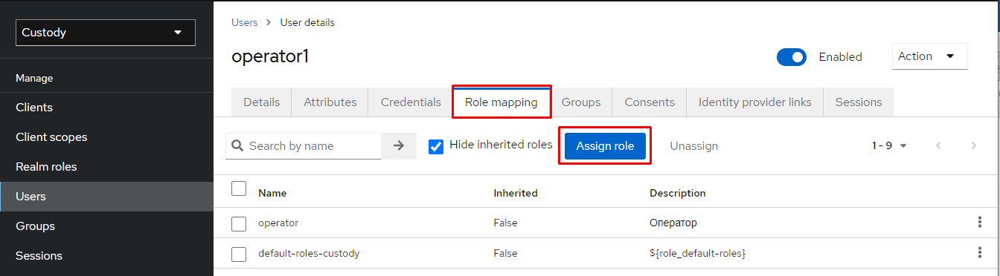 Custody
Manage
Clients
Client scopes
Realm roles
Users
Groups
Sessions
Users > User details
operator1
Enabled
Action
Details Attributes Credentials Role mapping Groups Consents Identity provider links Sessions
Search by name Hide inherited roles Assign role Unassign 1 - 9
Name Inherited Description
operator False Оператор
default-roles-custody False ${role_default-roles}